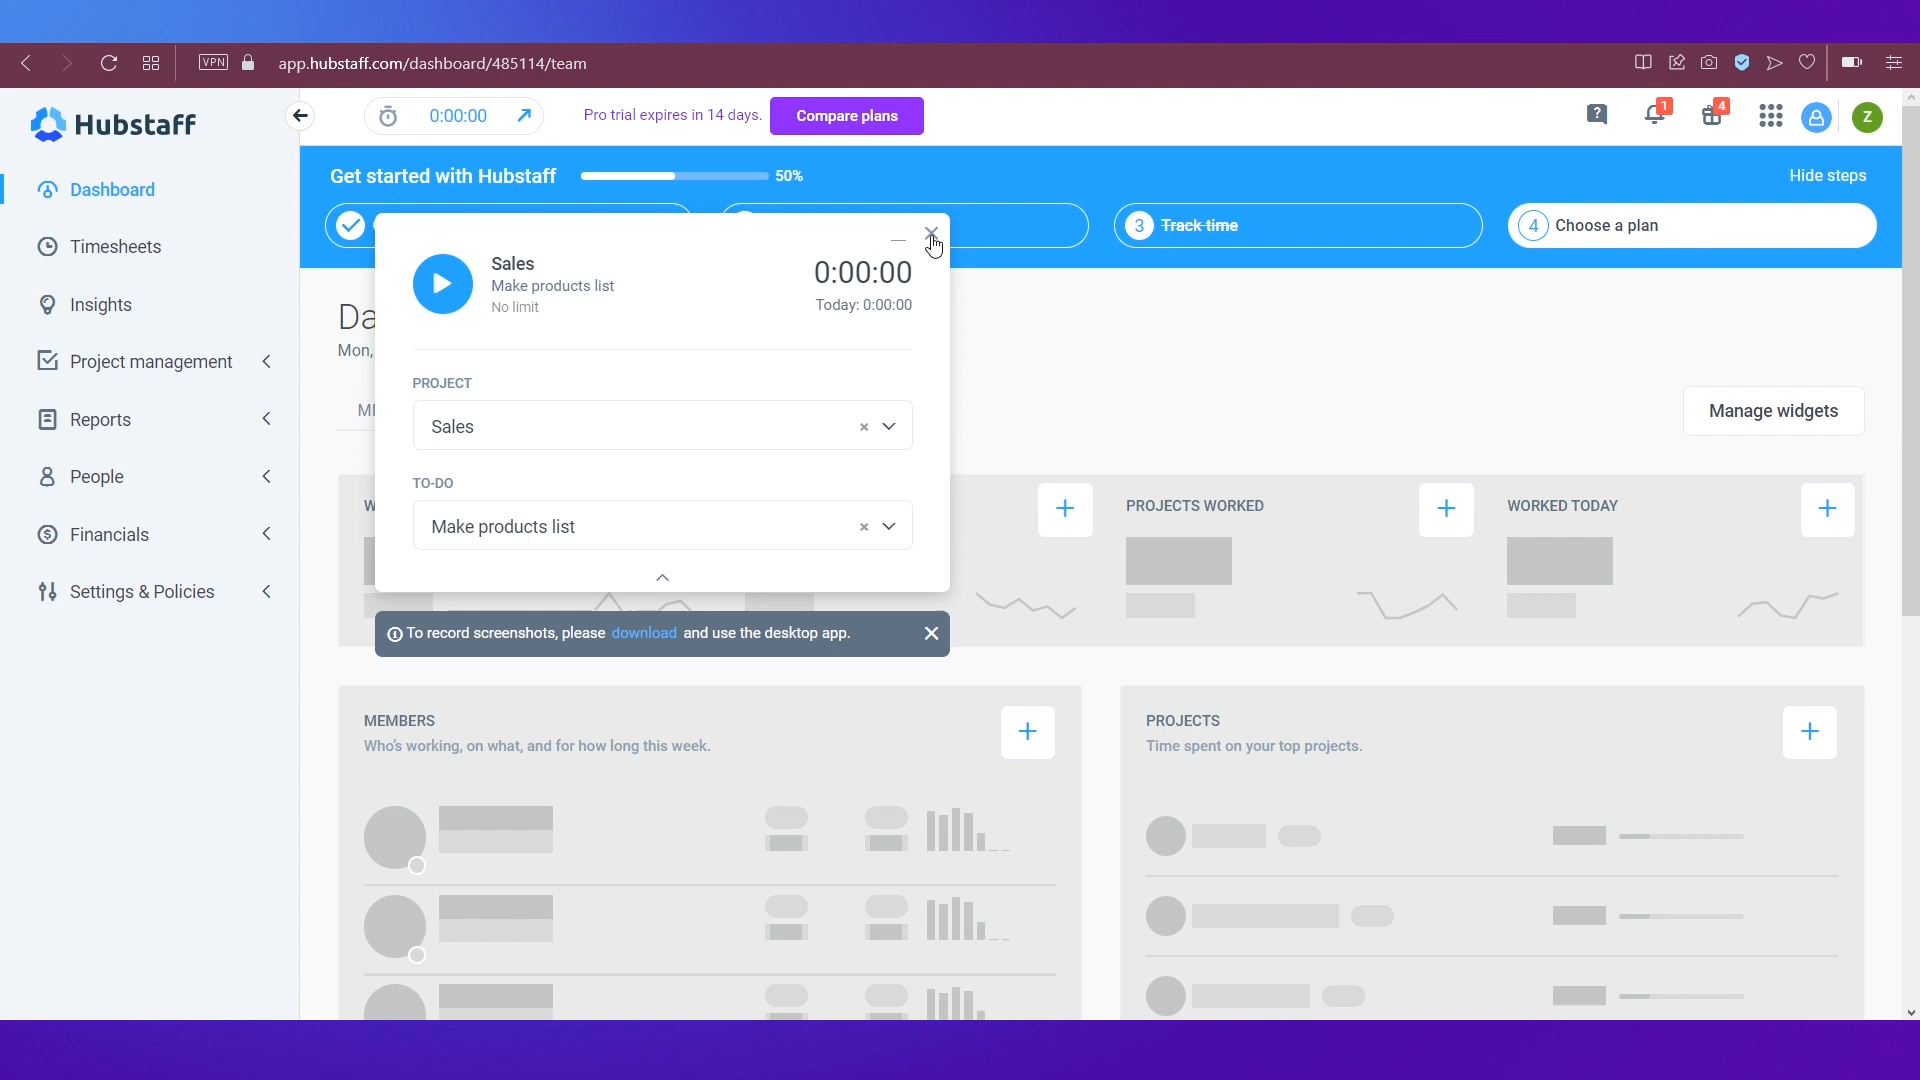 VPN
app.hubstaff.com/dashboard/485114/team
Hubstaff
0:00:00
Pro trial expires in 14 days.
Compare plans
?
1
4
Z
Dashboard
Timesheets
Insights
Project management
Reports
People
Financials
Settings & Policies
Get started with Hubstaff
50%
Hide steps
3 Track time
4 Choose a plan
Da
Mon,
Manage widgets
Sales
Make products list
No limit
0:00:00
Today: 0:00:00
PROJECT
Sales
TO-DO
Make products list
To record screenshots, please download and use the desktop app.
PROJECTS WORKED
WORKED TODAY
MEMBERS
Who's working, on what, and for how long this week.
PROJECTS
Time spent on your top projects.